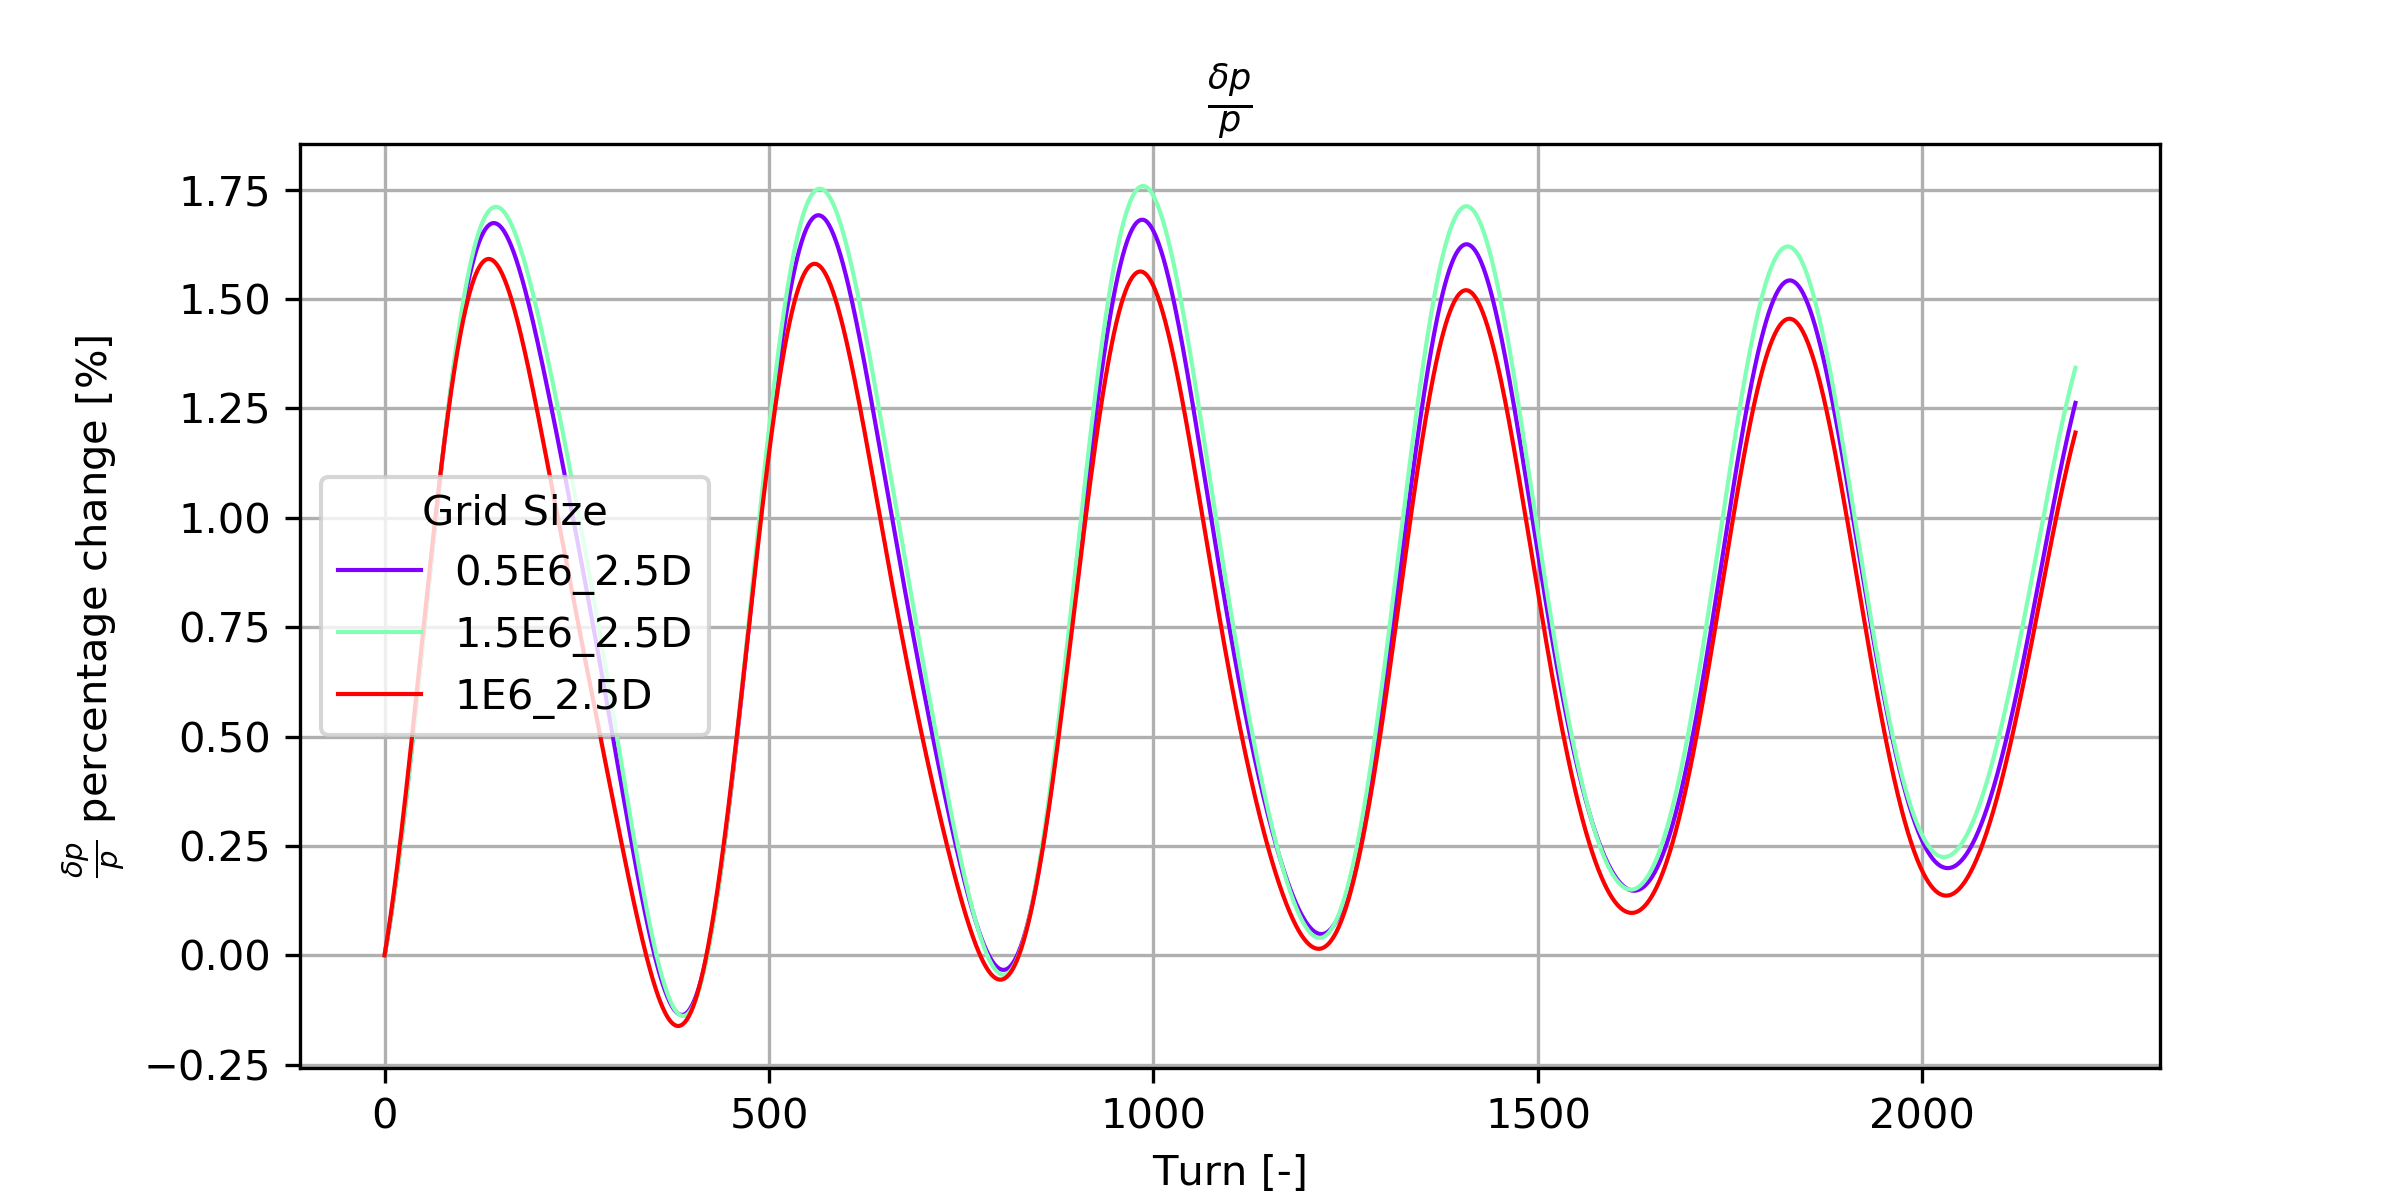 δp
p
δp/p percentage change [%]
1.75
1.50
1.25
1.00
0.75
0.50
0.25
0.00
−0.25
Grid Size
0.5E6_2.5D
1.5E6_2.5D
1E6_2.5D
0 500 1000 1500 2000
Turn [-]